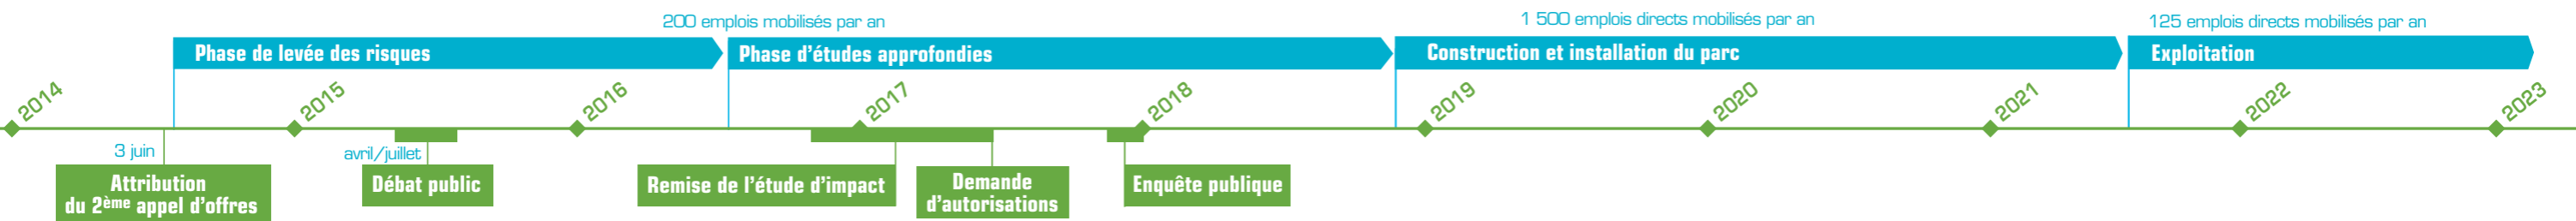 200 emplois mobilisés par an
1 500 emplois directs mobilisés par an
125 emplois directs mobilisés par an
Phase de levée des risques
Phase d'études approfondies
Construction et installation du parc
Exploitation
2014
2015
2016
2017
2018
2019
2020
2021
2022
2023
3 juin
avril/juillet
Attribution
du 2ème appel d'offres
Débat public
Remise de l'étude d'impact
Demande
d'autorisations
Enquête publique